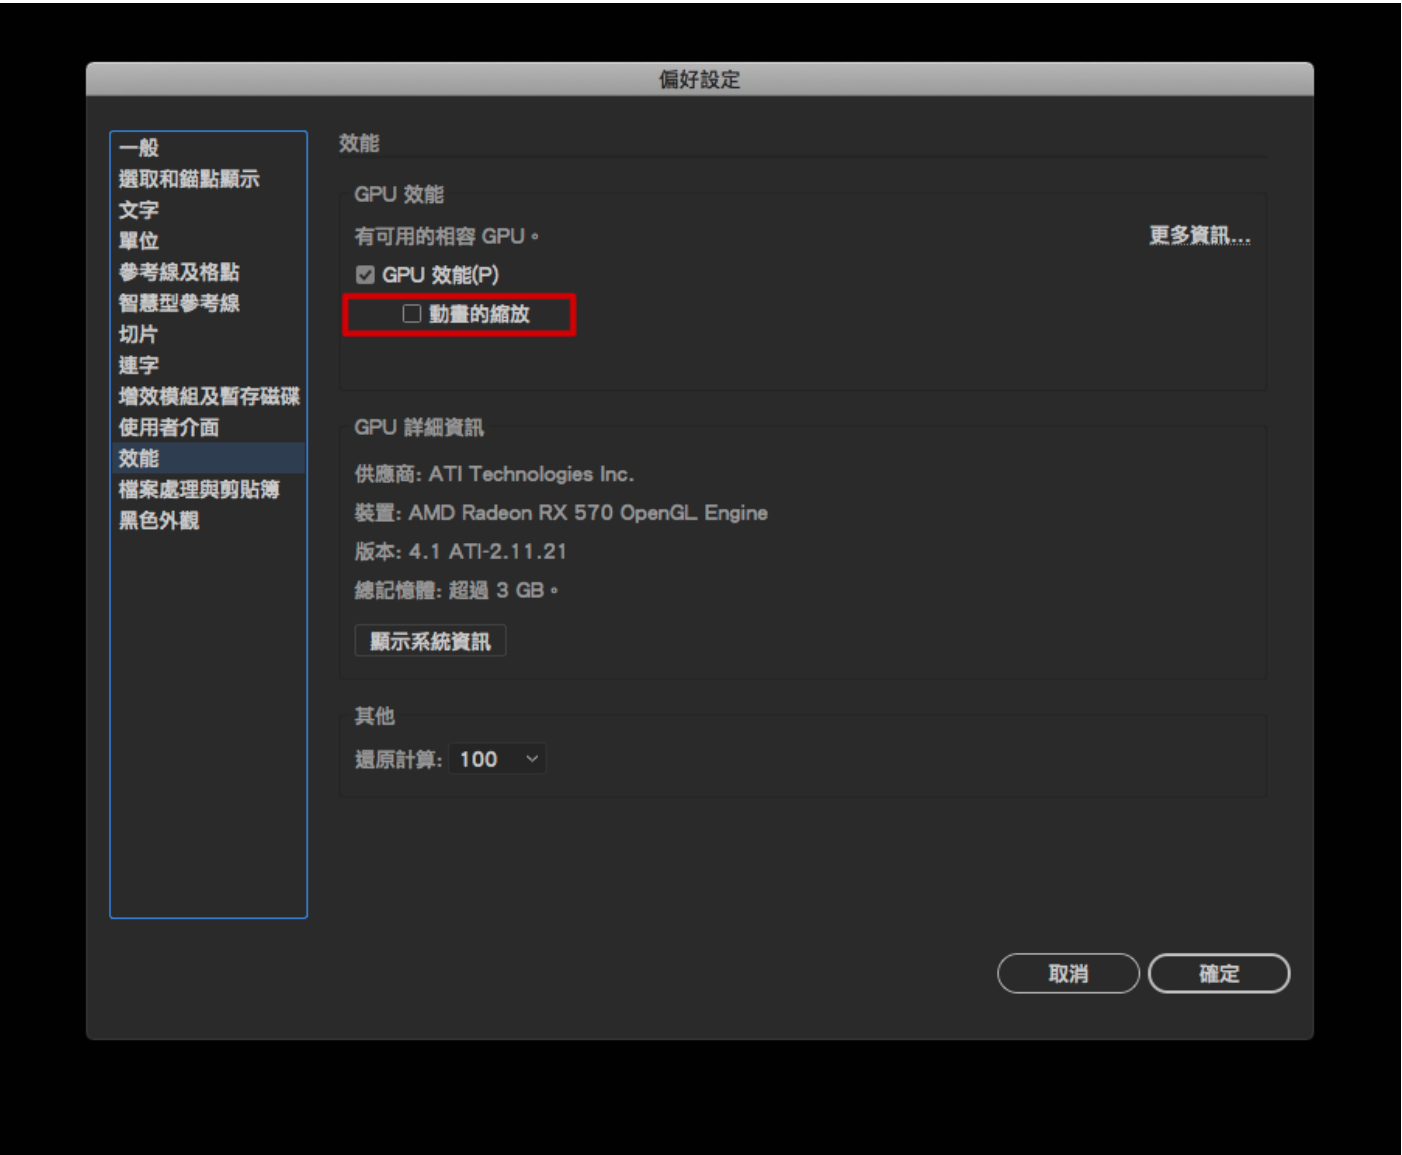 偏好設定
一般
選取和錨點顯示
文字
單位
參考線及格點
智慧型參考線
切片
連字
增效模組及暫存磁碟
使用者介面
效能
檔案處理與剪貼簿
黑色外觀
效能
GPU 效能
有可用的相容 GPU。
更多資訊...
GPU 效能(P)
動畫的縮放
GPU 詳細資訊
供應商: ATI Technologies Inc.
裝置: AMD Radeon RX 570 OpenGL Engine
版本: 4.1 ATI-2.11.21
總記憶體: 超過 3 GB。
顯示系統資訊
其他
還原計算: 100
取消
確定